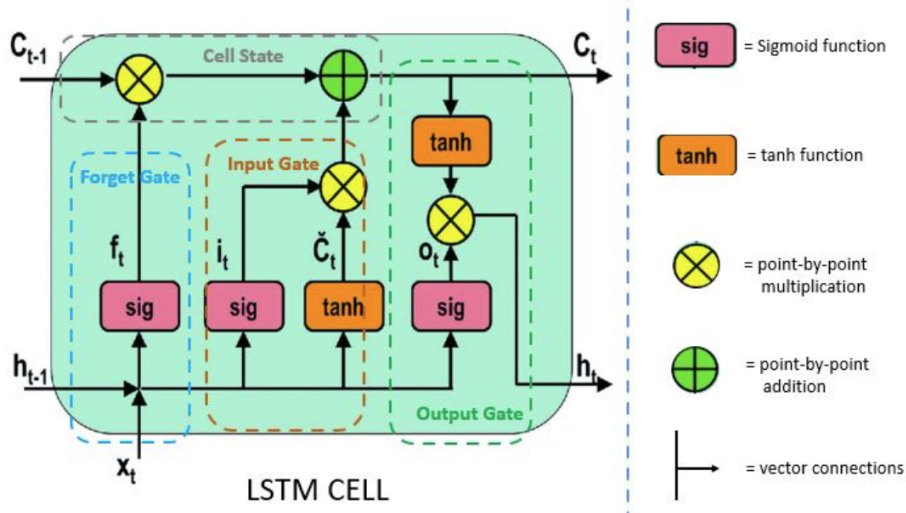 C_{t-1}
Cell State
C_t
tanh
Input Gate
Forget Gate
f_t
i_t
Č_t
o_t
sig
sig
tanh
sig
h_{t-1}
h_t
Output Gate
x_t
LSTM CELL
sig
= Sigmoid function
tanh
= tanh function
= point-by-point
multiplication
= point-by-point
addition
= vector connections